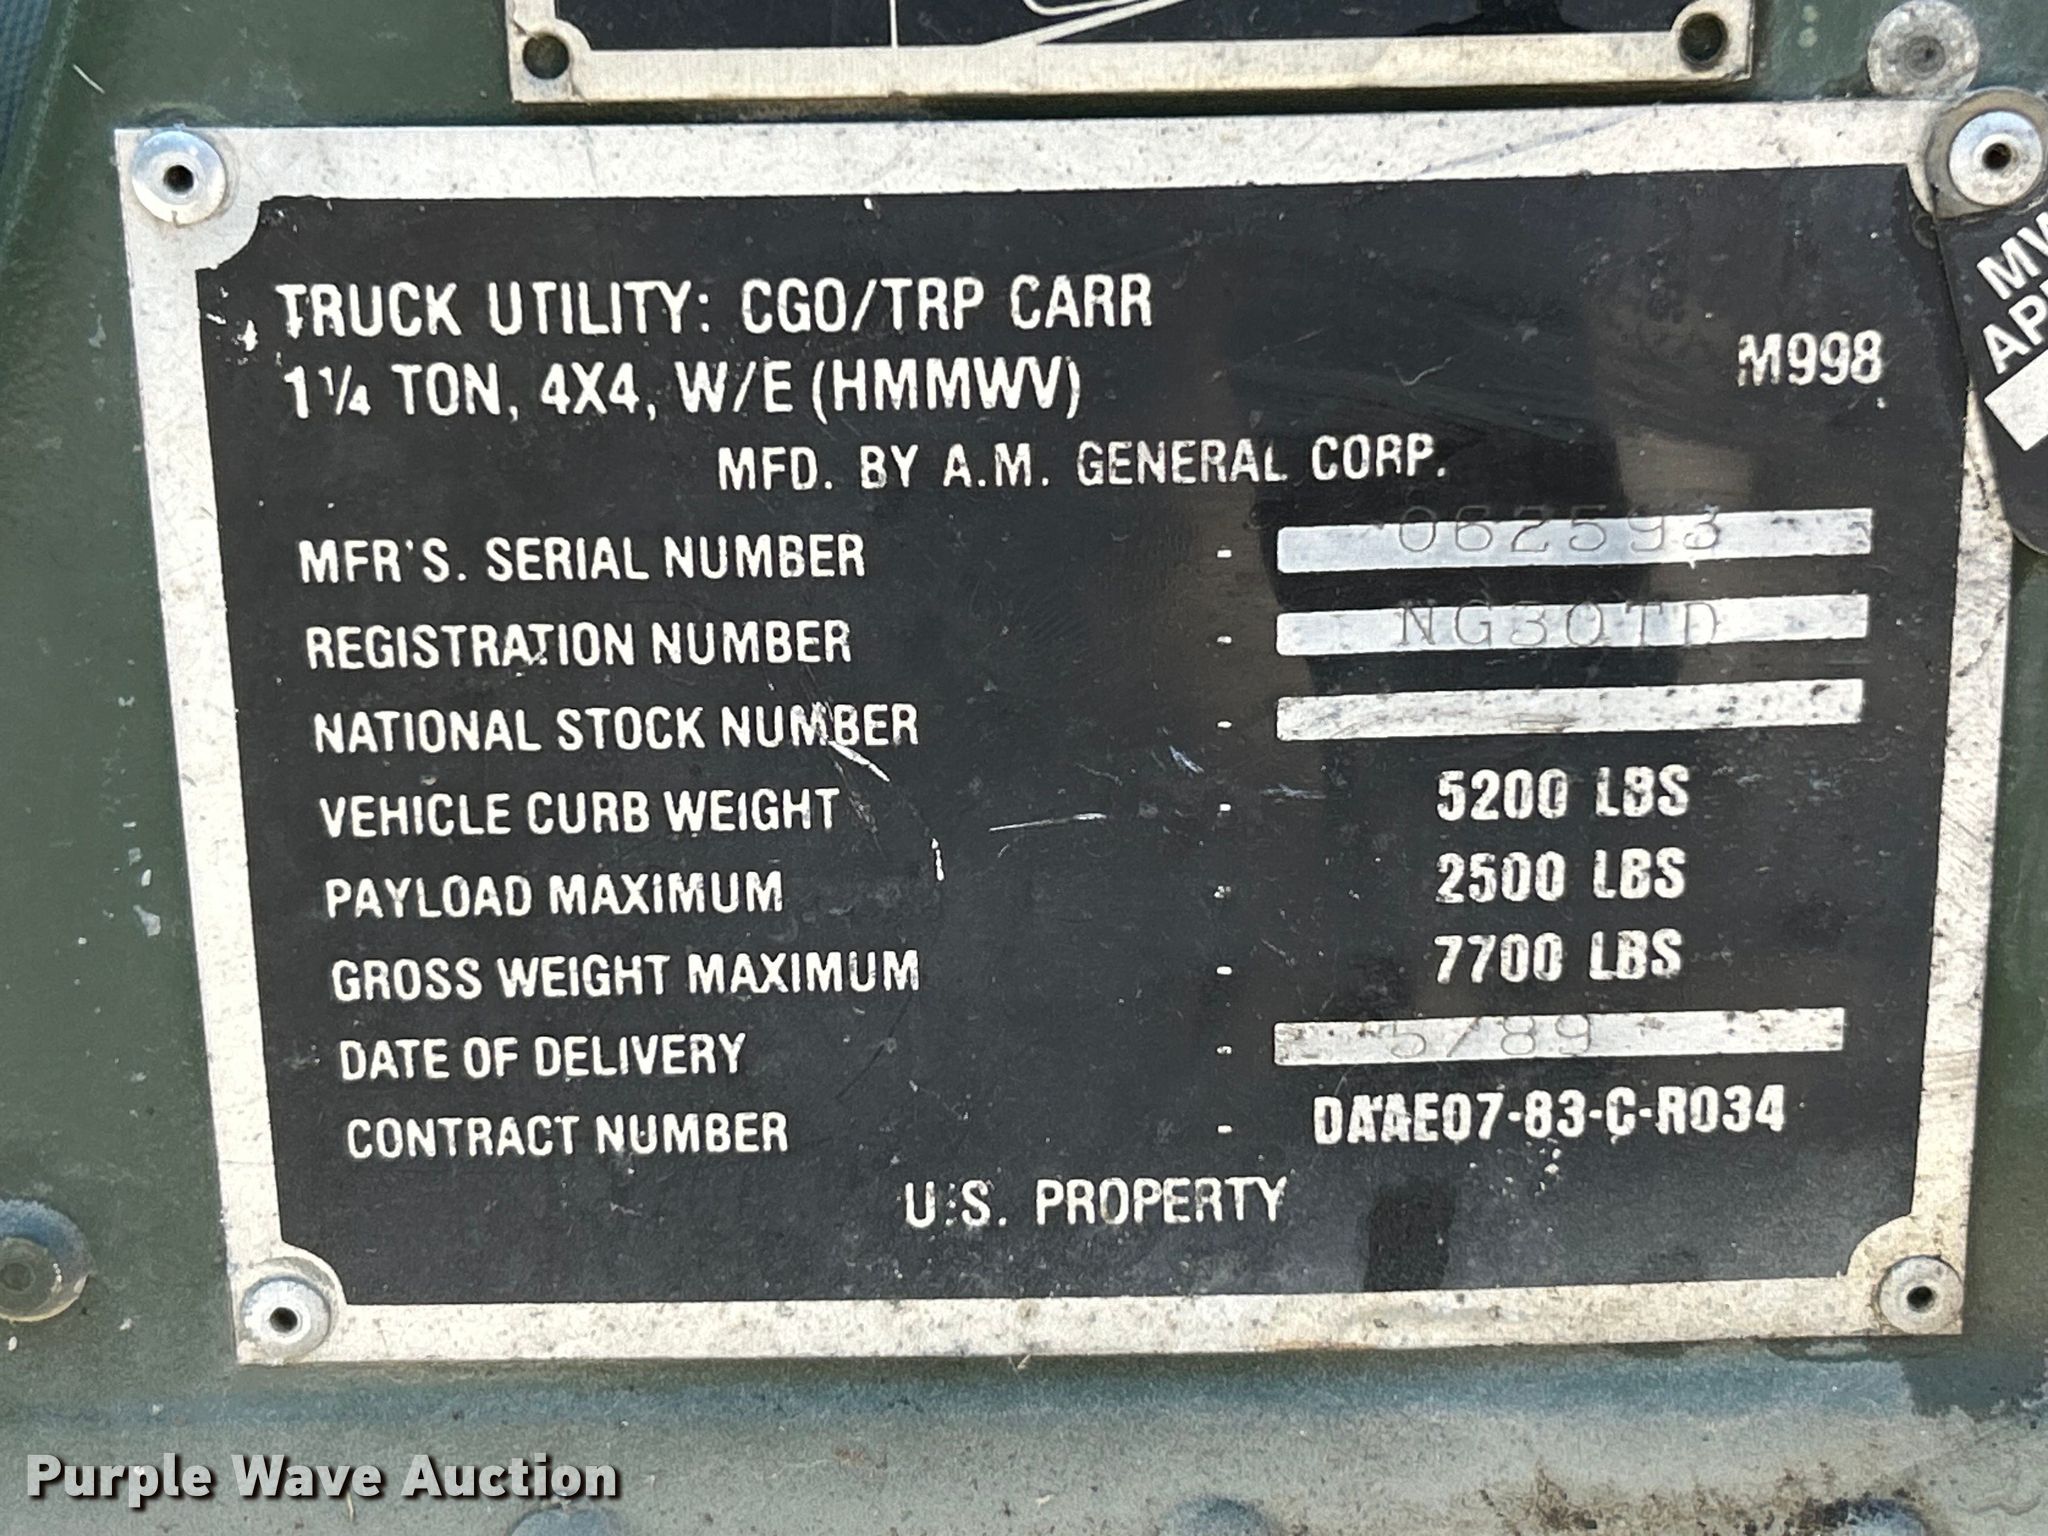 TRUCK UTILITY: CGO/TRP CARR
1¼ TON, 4X4, W/E (HMMWV)
M998
MFD. BY A.M. GENERAL CORP.
MFR'S. SERIAL NUMBER - 062593
REGISTRATION NUMBER - NG30TD
NATIONAL STOCK NUMBER -
VEHICLE CURB WEIGHT - 5200 LBS
PAYLOAD MAXIMUM - 2500 LBS
GROSS WEIGHT MAXIMUM - 7700 LBS
DATE OF DELIVERY - 5/89
CONTRACT NUMBER - DAAE07-83-C-R034
U.S. PROPERTY
Purple Wave Auction